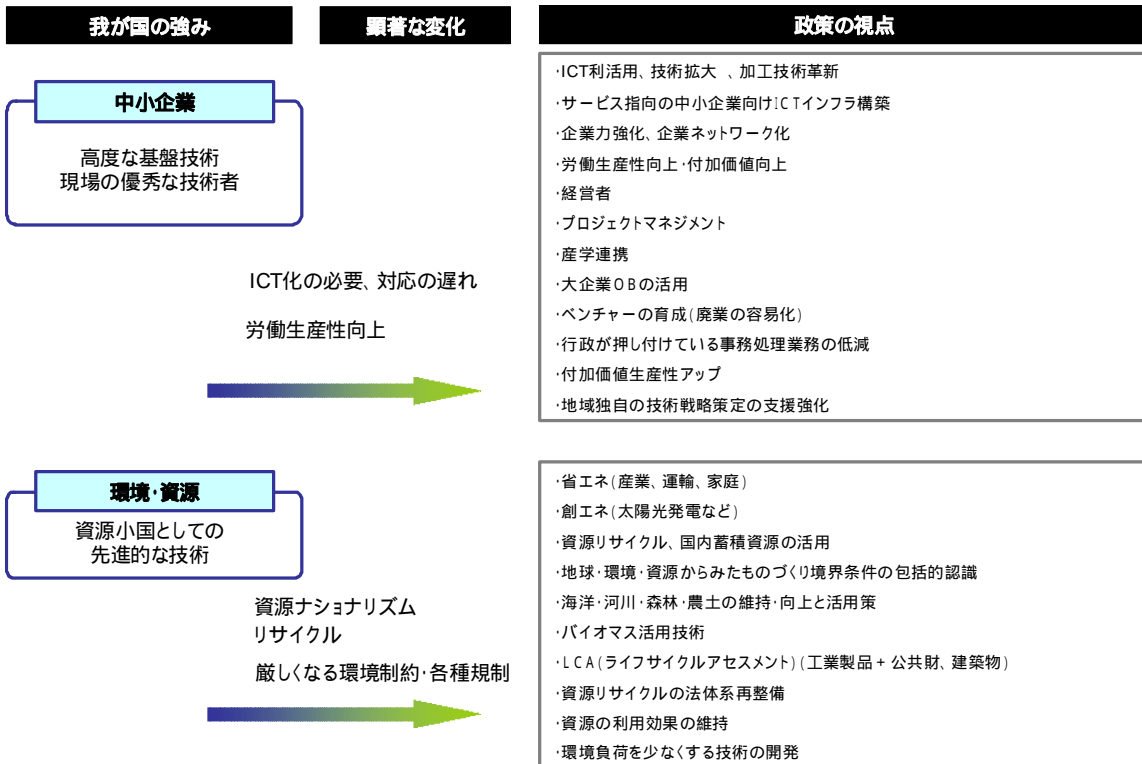 我が国の強み
顕著な変化
政策の視点
中小企業
高度な基盤技術
現場の優秀な技術者
ICT化の必要、対応の遅れ
労働生産性向上
·ICT利活用、技術拡大 、加工技術革新
·サービス指向の中小企業向けICTインフラ構築
·企業力強化、企業ネットワーク化
·労働生産性向上·付加価値向上
·経営者
·プロジェクトマネジメント
·産学連携
·大企業OBの活用
·ベンチャーの育成(廃業の容易化)
·行政が押し付けている事務処理業務の低減
·付加価値生産性アップ
·地域独自の技術戦略策定の支援強化
環境·資源
資源小国としての
先進的な技術
資源ナショナリズム
リサイクル
厳しくなる環境制約·各種規制
·省エネ(産業、運輸、家庭)
·創エネ(太陽光発電など)
·資源リサイクル、国内蓄積資源の活用
·地球·環境·資源からみたものづくり境界条件の包括的認識
·海洋·河川·森林·農土の維持·向上と活用策
·バイオマス活用技術
·LCA(ライフサイクルアセスメント)(工業製品+公共財、建築物)
·資源リサイクルの法体系再整備
·資源の利用効果の維持
·環境負荷を少なくする技術の開発